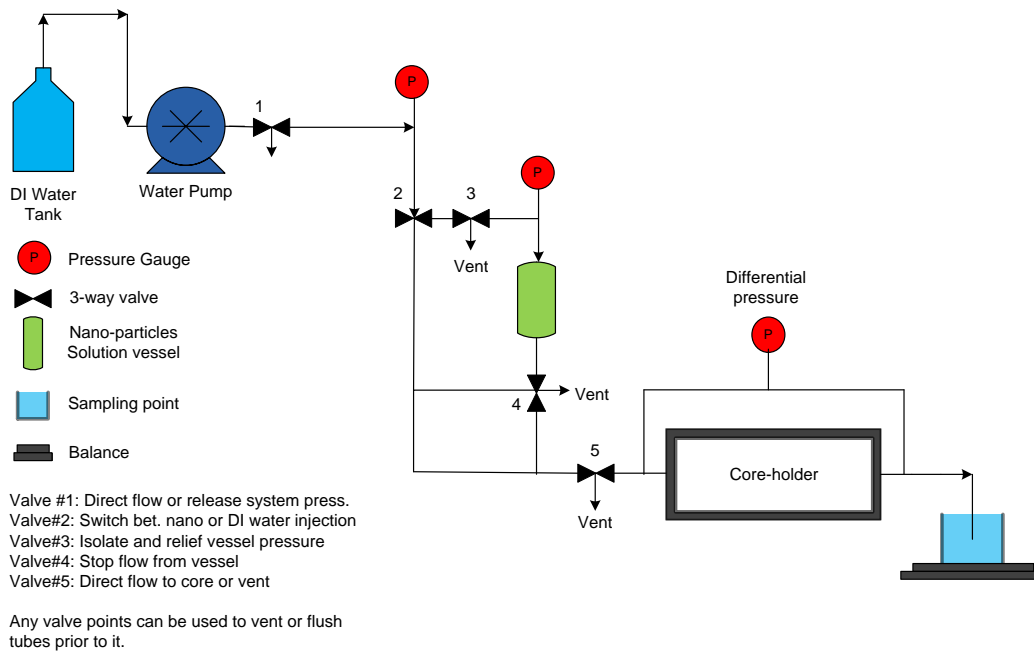 P
1
DI Water
Tank
Water Pump
P
2
3
Vent
P
Pressure Gauge
3-way valve
Nano-particles
Solution vessel
Differential
pressure
P
Vent
4
Sampling point
5
Core-holder
Balance
Vent
Valve #1: Direct flow or release system press.
Valve#2: Switch bet. nano or DI water injection
Valve#3: Isolate and relief vessel pressure
Valve#4: Stop flow from vessel
Valve#5: Direct flow to core or vent
Any valve points can be used to vent or flush
tubes prior to it.